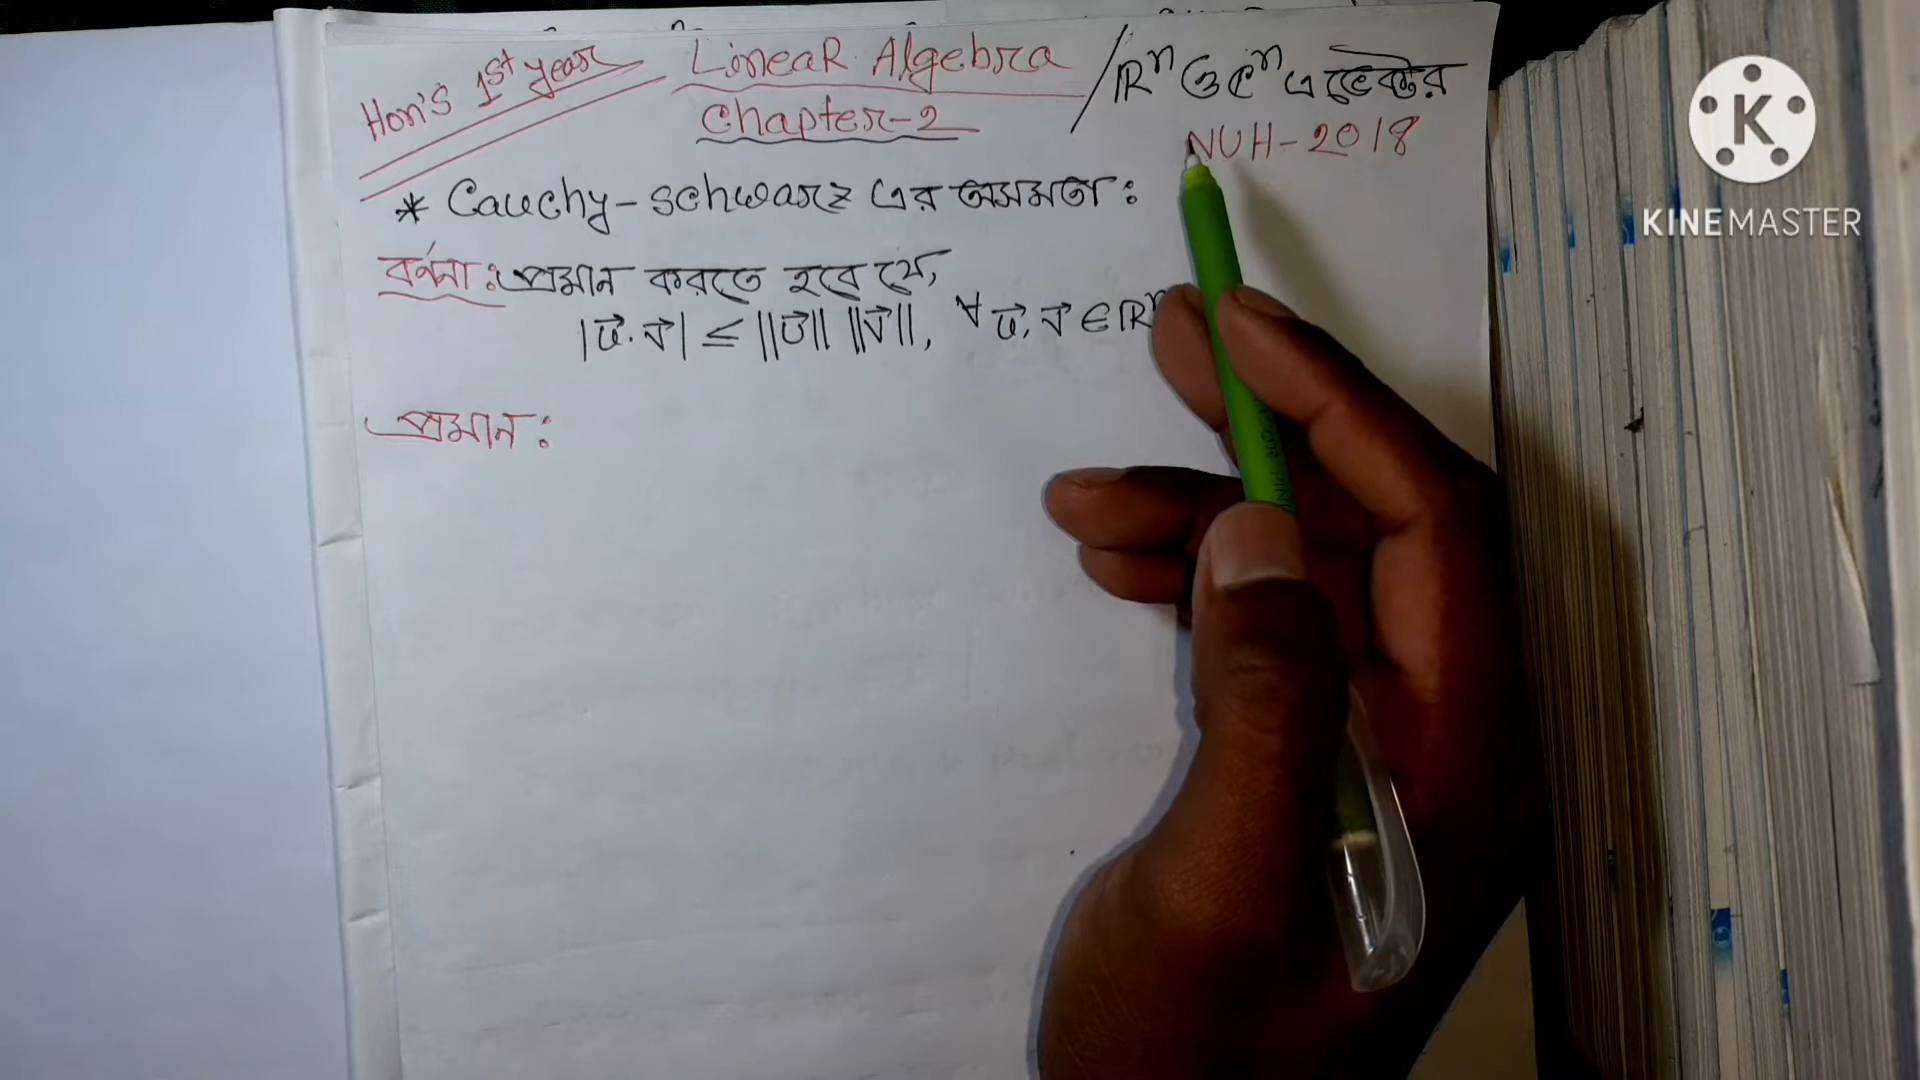 Hon's 1st year
Linear Algebra / ℝⁿ ও ℂⁿ এ ভেক্টর
Chapter-2
NUH-2018
* Cauchy-schwarz এর অসমতা:
বর্ণনা: প্রমান করতে হবে যে,
|u⃗.v⃗| ≤ ||u⃗|| ||v⃗||, ∀ u⃗, v⃗ ∈ ℝⁿ
প্রমান:
K
KINEMASTER